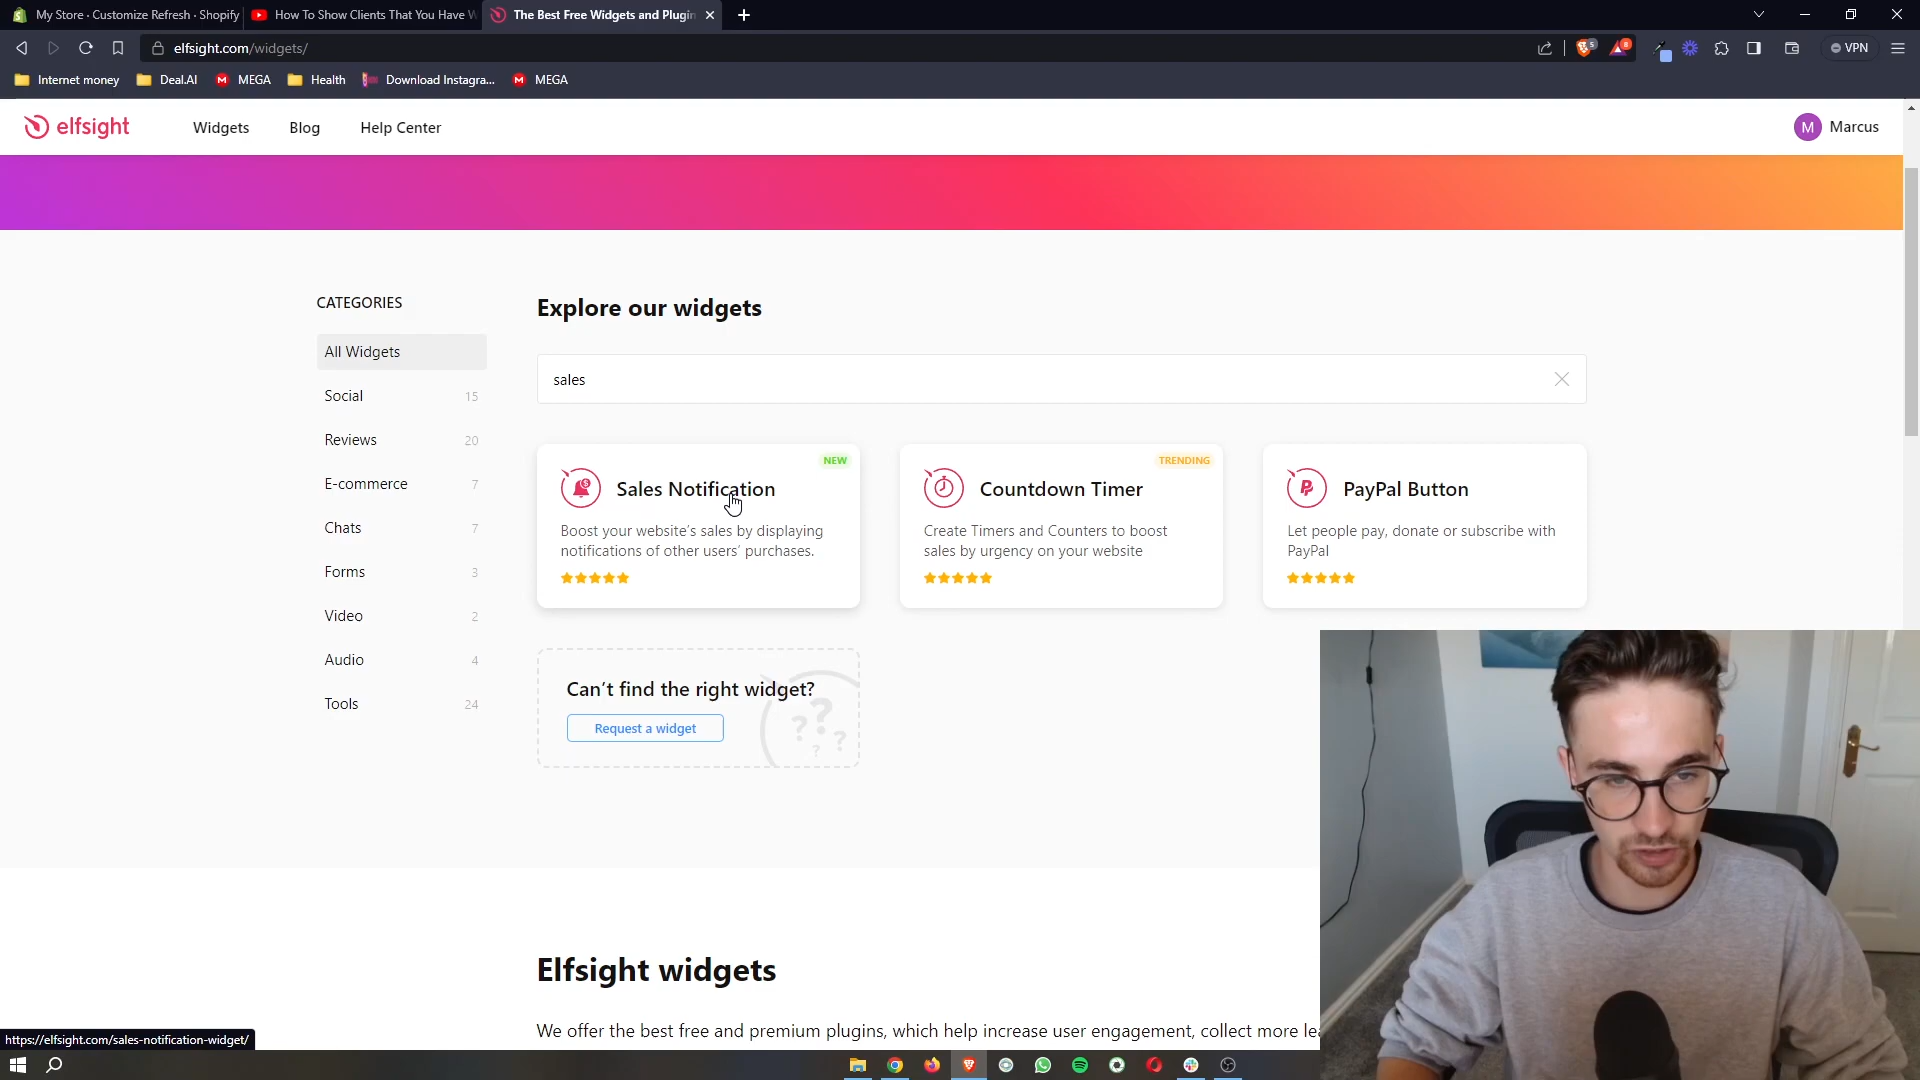 My Store · Customize Refresh · Shopify
How To Show Clients That You Have W
The Best Free Widgets and Plugin
elfsight.com/widgets/
VPN
Internet money
Deal.AI
MEGA
Health
Download Instagra...
MEGA
elfsight
Widgets
Blog
Help Center
M
Marcus
CATEGORIES
All Widgets
Social 15
Reviews 20
E-commerce 7
Chats 7
Forms 3
Video 2
Audio 4
Tools 24
Explore our widgets
sales
NEW
Sales Notification
Boost your website's sales by displaying
notifications of other users' purchases.
TRENDING
Countdown Timer
Create Timers and Counters to boost
sales by urgency on your website
PayPal Button
Let people pay, donate or subscribe with
PayPal
Can't find the right widget?
Request a widget
Elfsight widgets
We offer the best free and premium plugins, which help increase user engagement, collect more lea
https://elfsight.com/sales-notification-widget/